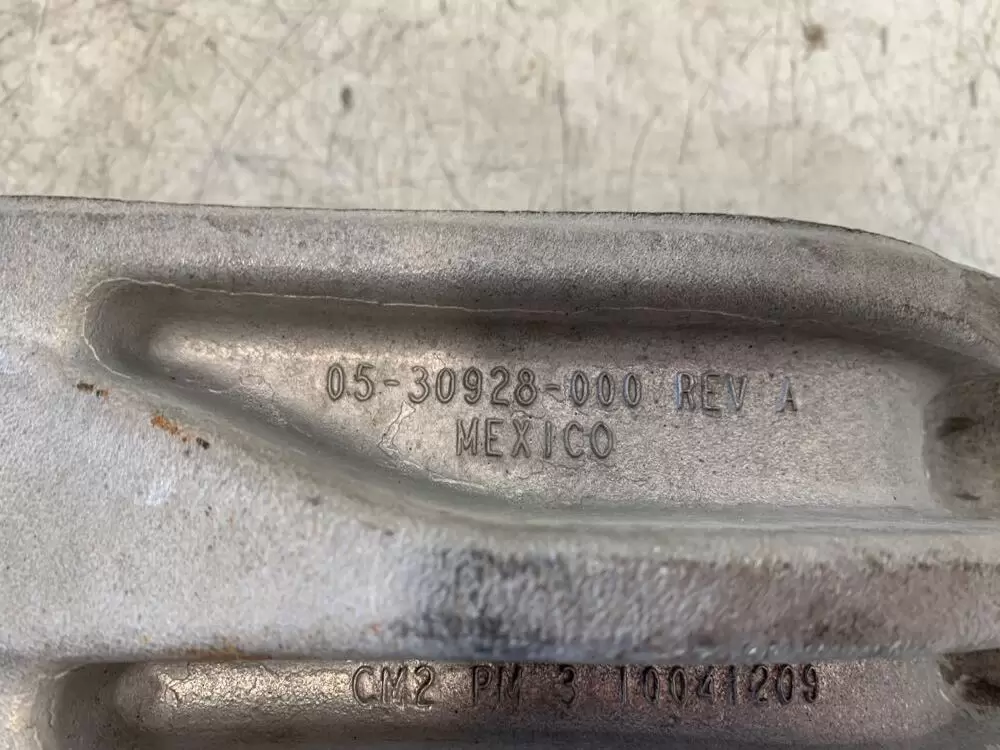 05-30928-000 REV A
MEXICO
CM2 PM 3 10041209